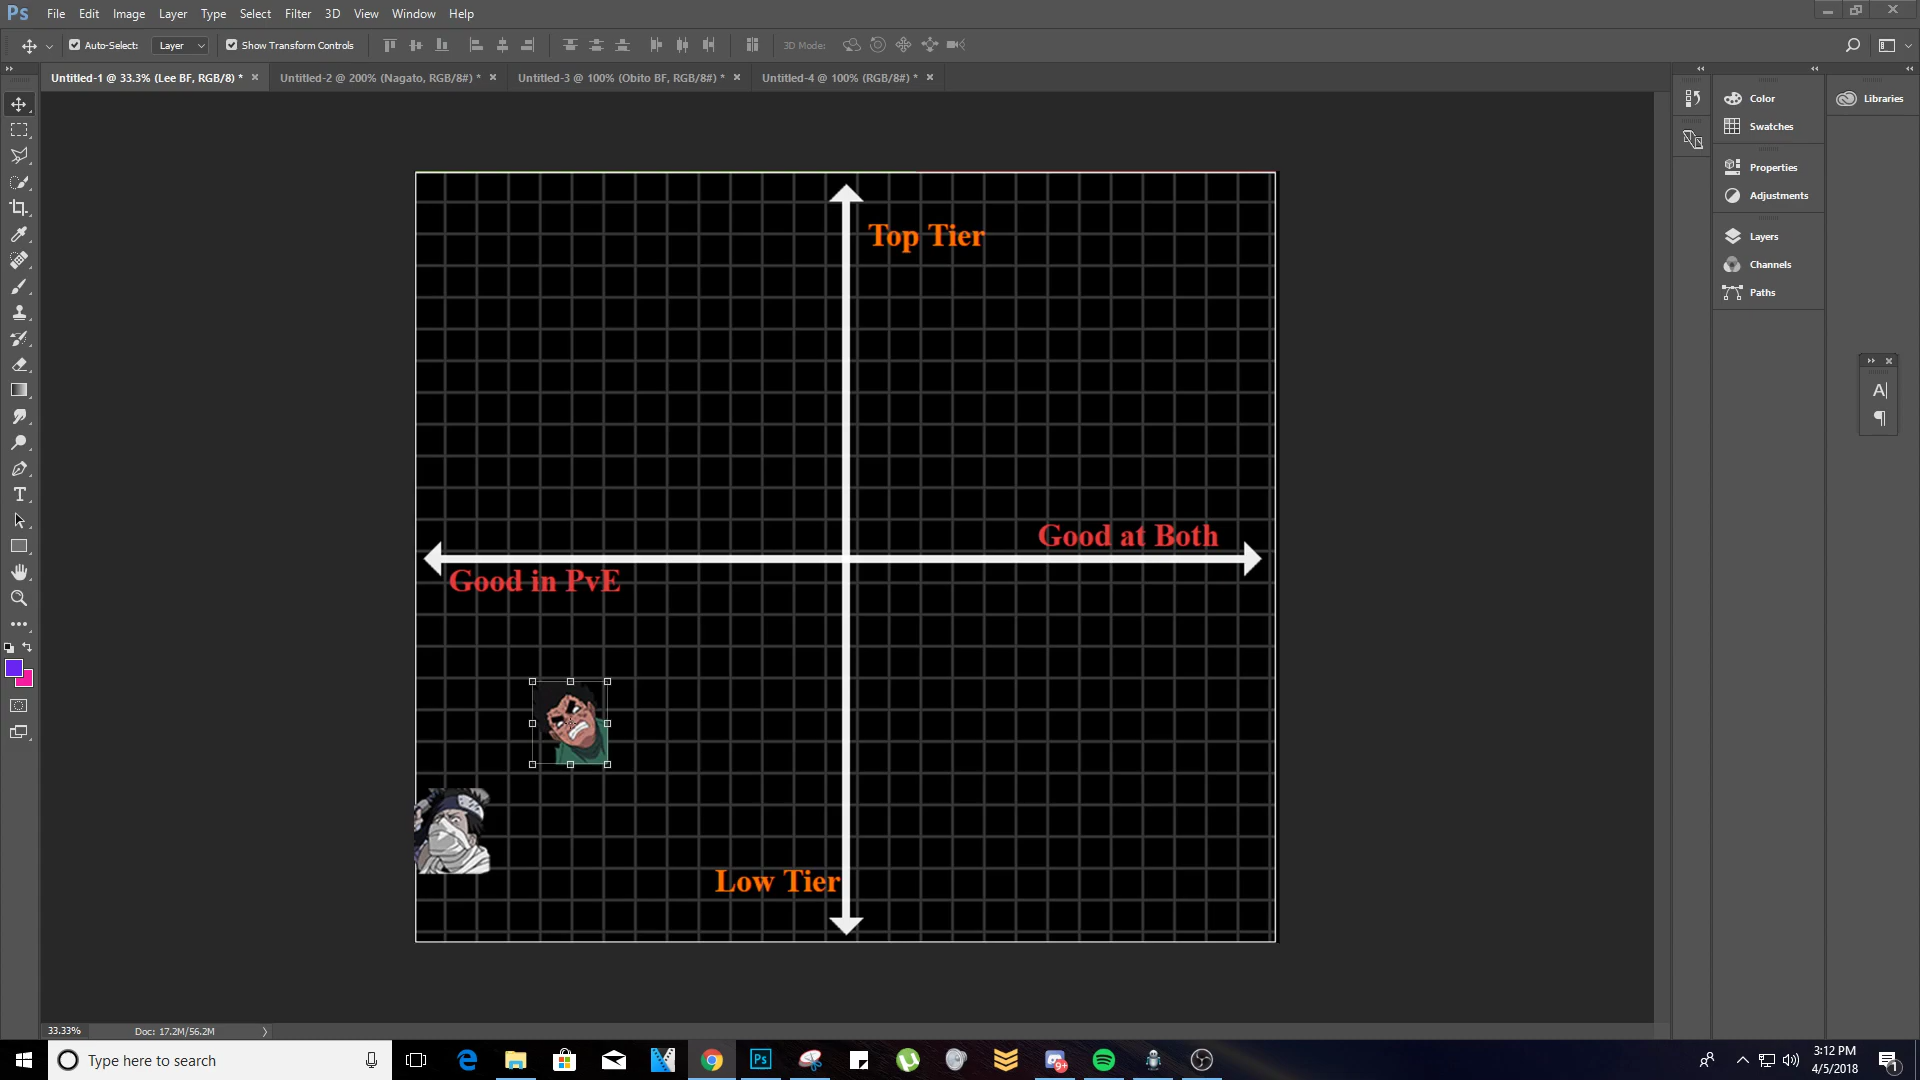 Ps File Edit Image Layer Type Select Filter 3D View Window Help
Auto-Select: Layer Show Transform Controls 3D Mode:
Untitled-1 @ 33.3% (Lee BF, RGB/8) * × Untitled-2 @ 200% (Nagato, RGB/8#) * × Untitled-3 @ 100% (Obito BF, RGB/8#) * × Untitled-4 @ 100% (RGB/8#) * ×
Color
Libraries
Swatches
Properties
Adjustments
Layers
Channels
Paths
Top Tier
Good at Both
Good in PvE
Low Tier
33.33% Doc: 17.2M/56.2M
Type here to search
Ps
9+
3:12 PM
4/5/2018
1